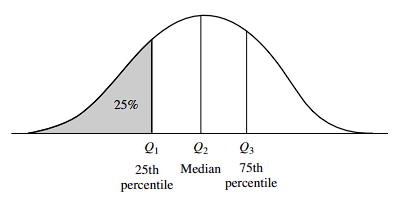 25%
Q1 Q2 Q3
25th Median 75th
percentile percentile